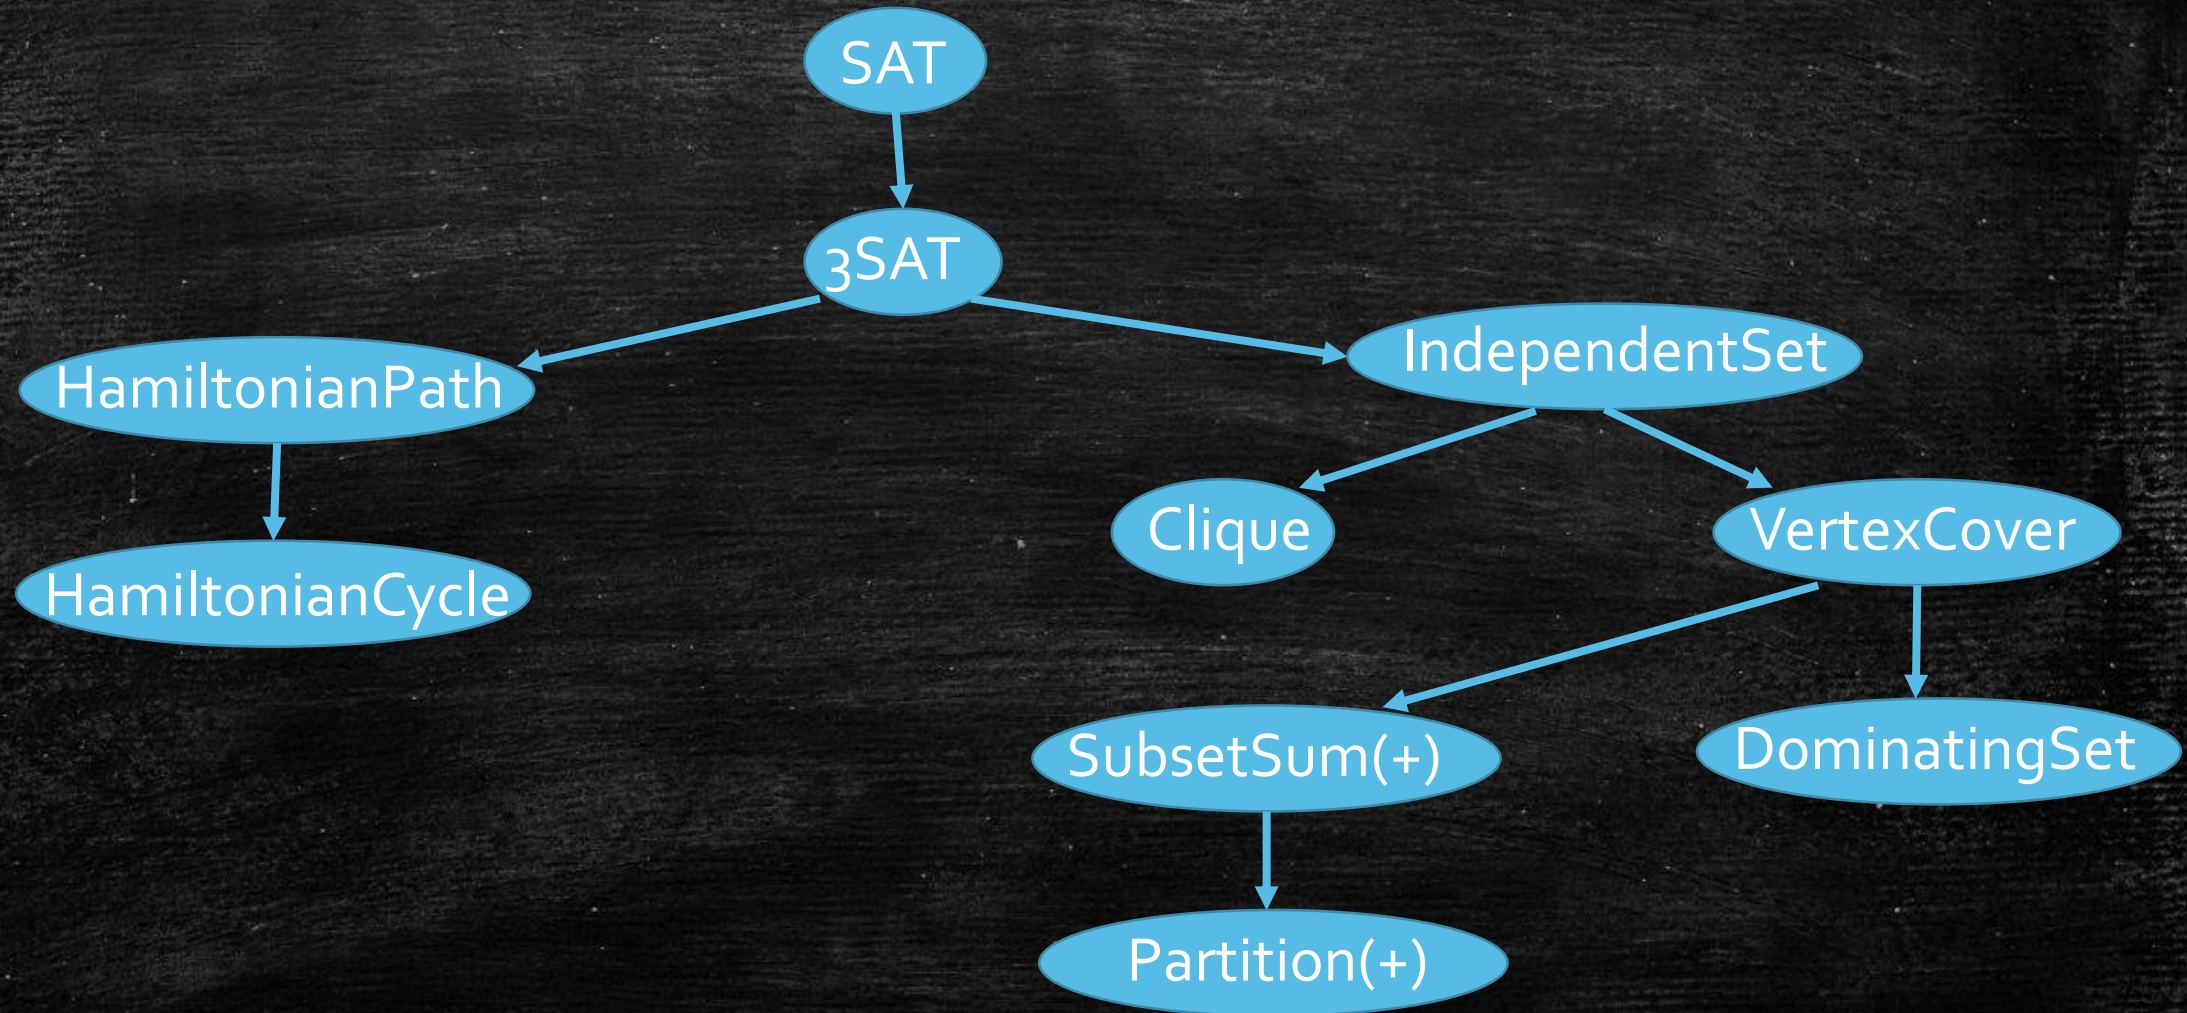 SAT
3SAT
IndependentSet
HamiltonianPath
Clique
VertexCover
HamiltonianCycle
SubsetSum(+)
DominatingSet
Partition(+)